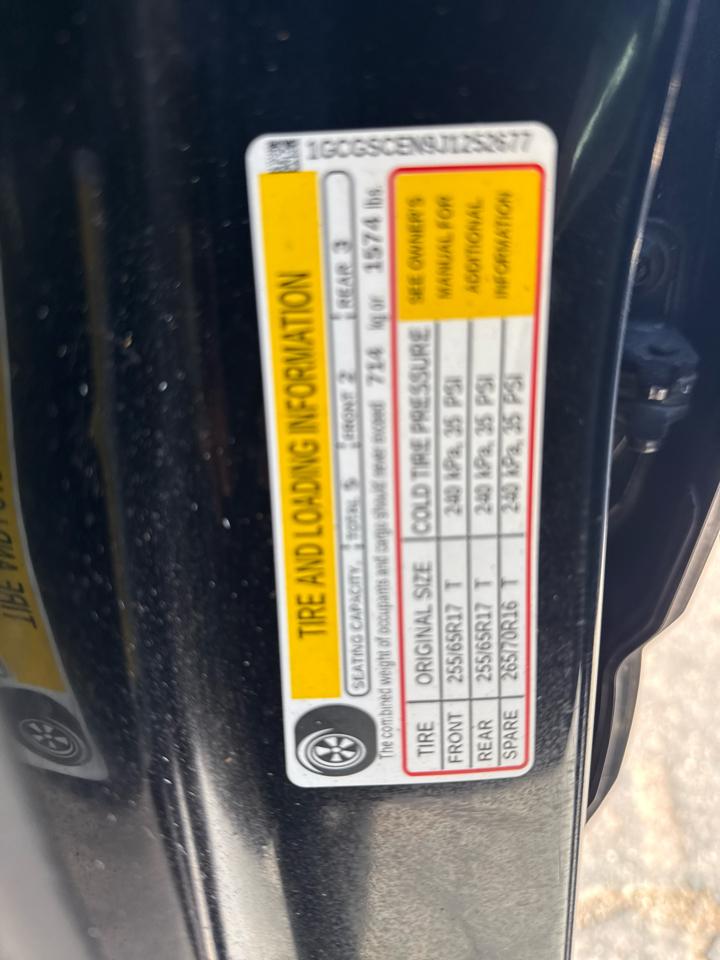 1GCGSCEN9J1252677
TIRE AND LOADING INFORMATION
SEATING CAPACITY, TOTAL 5 FRONT 2 REAR 3
The combined weight of occupants and cargo should never exceed 714 kg or 1574 lbs.
TIRE ORIGINAL SIZE COLD TIRE PRESSURE
FRONT 255/65R17 T 240 kPa, 35 PSI
REAR 255/65R17 T 240 kPa, 35 PSI
SPARE 265/70R16 T 240 kPa, 35 PSI
SEE OWNER'S
MANUAL FOR
ADDITIONAL
INFORMATION
TIRE AND